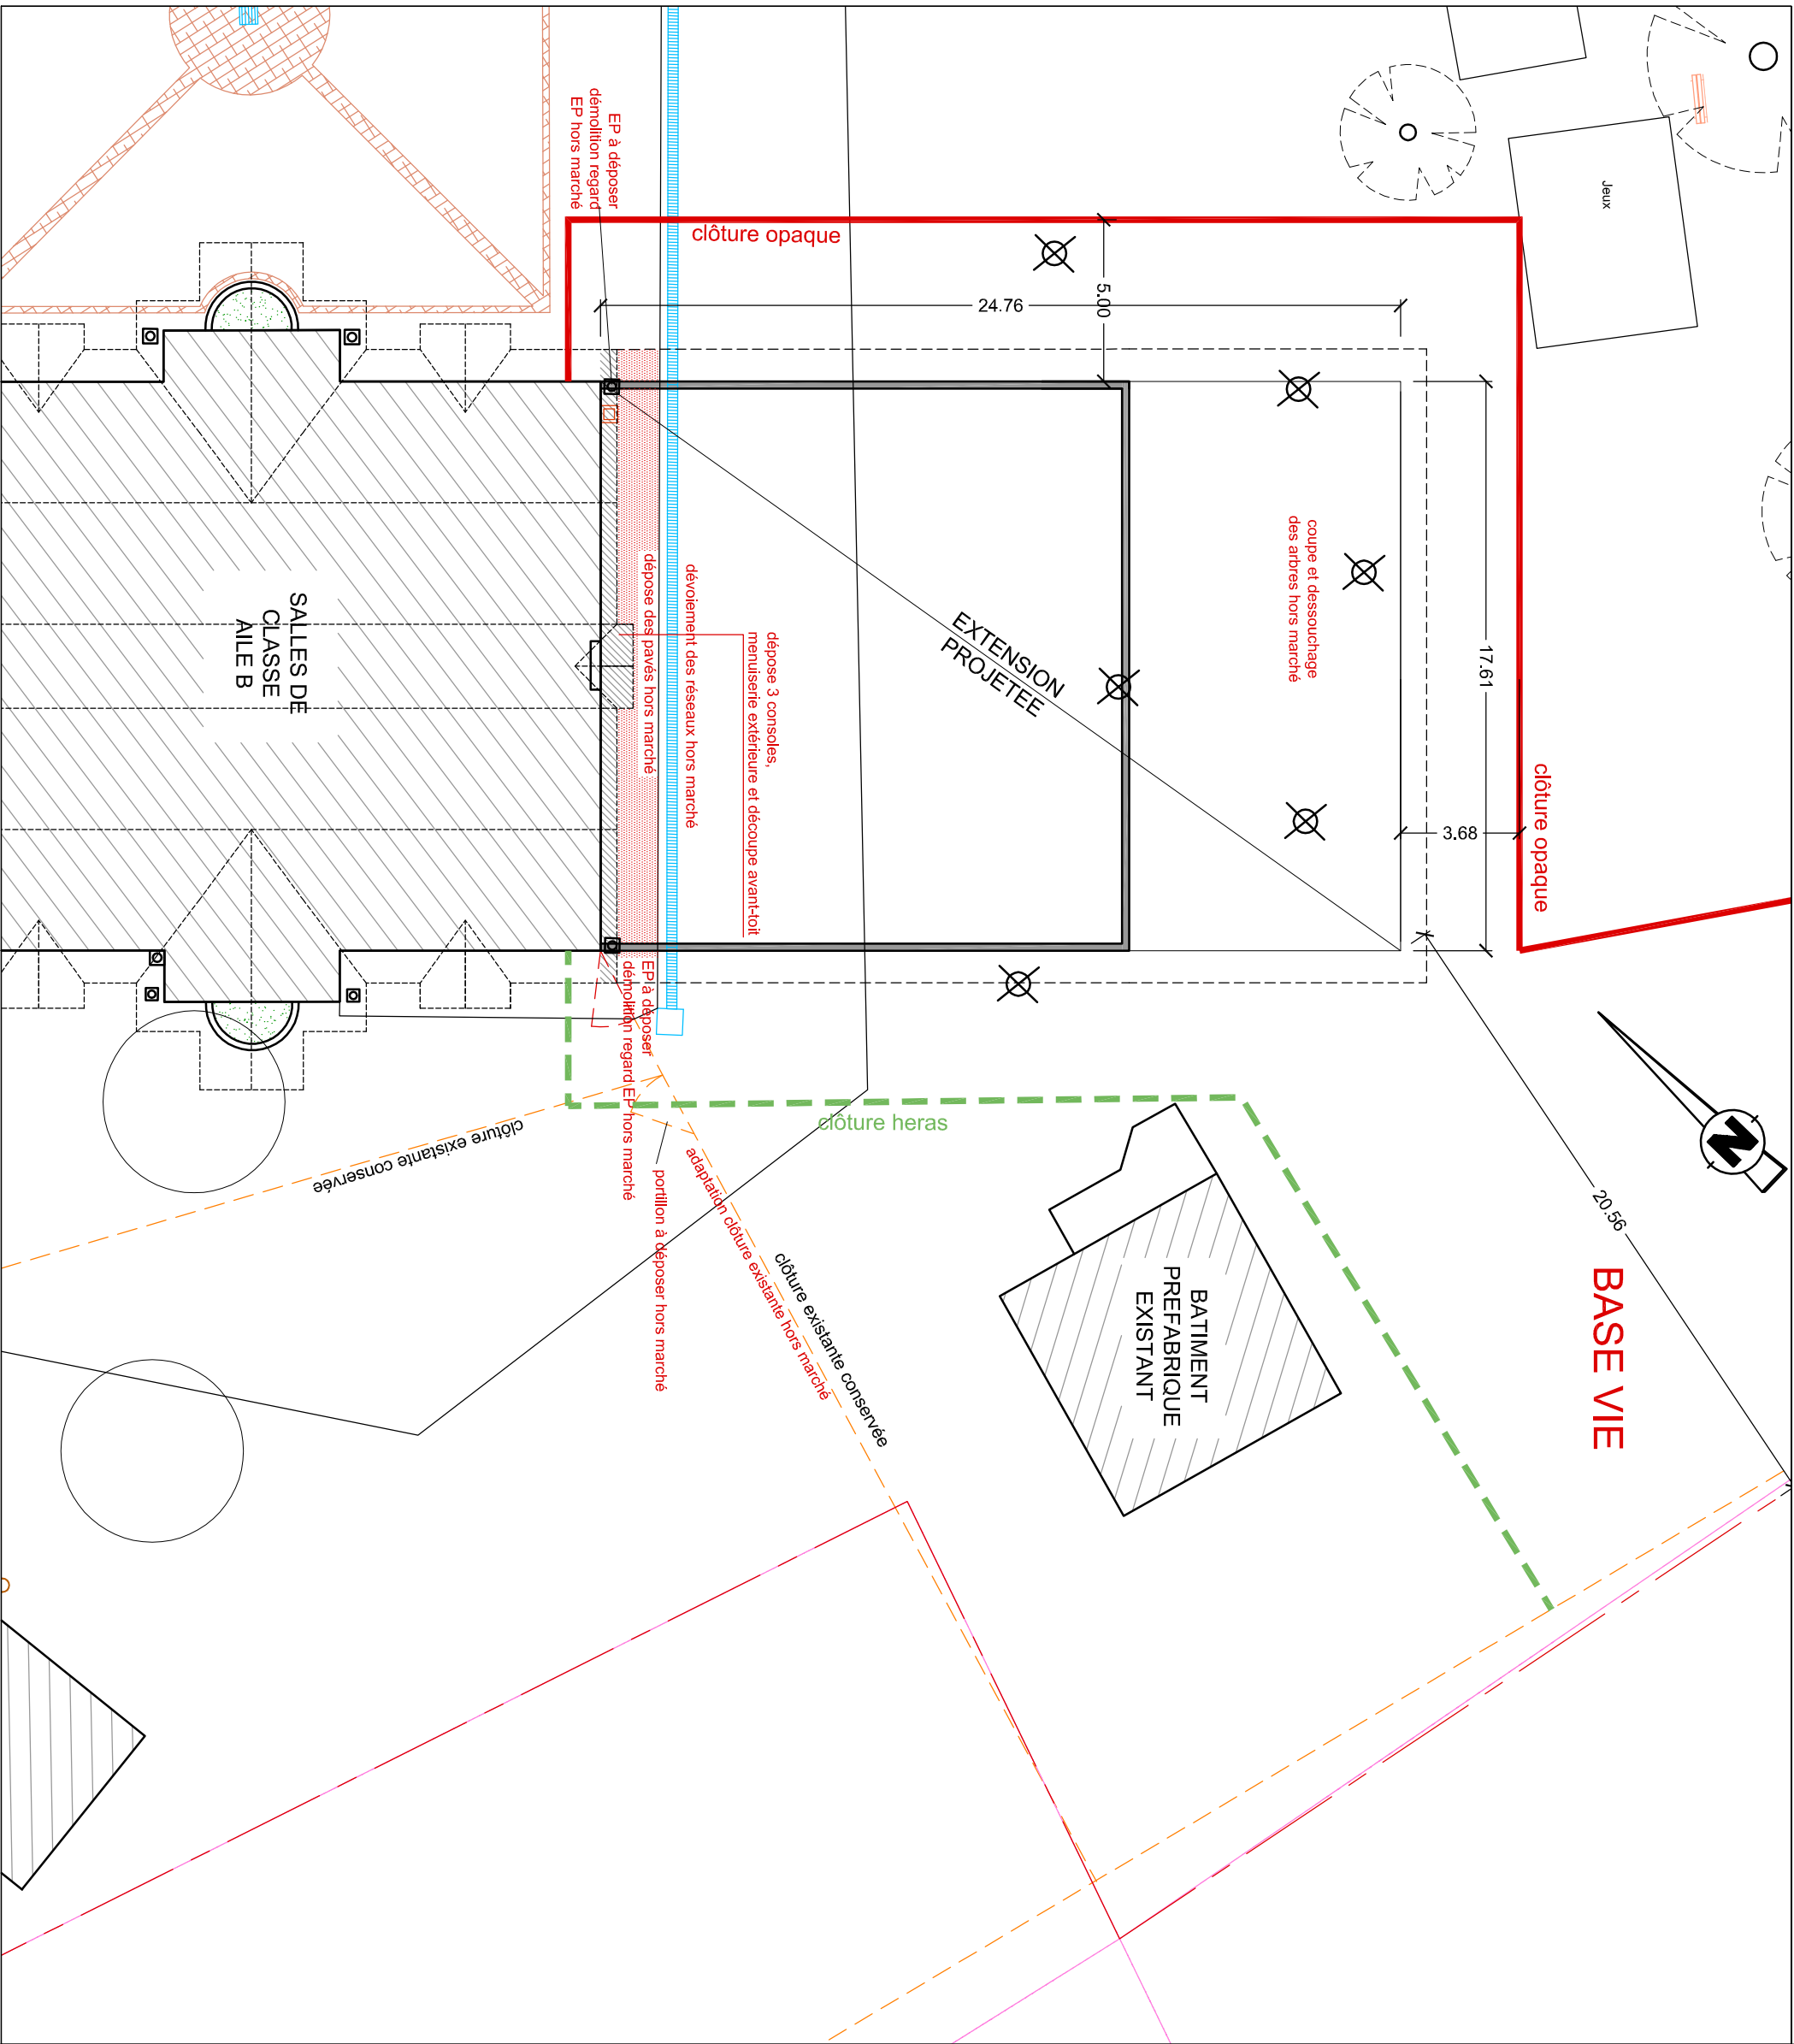 EP à déposer
démolition regard
EP hors marché
Jeux
clôture opaque
5.00
24.76
coupe et dessouchage
des arbres hors marché
17.61
SALLES DE
CLASSE
AILE B
dépose des pavés hors marché
dévoiement des réseaux hors marché
dépose 3 consoles,
menuiserie extérieure et découpe avant-toit
EXTENSION
PROJETEE
3.68
clôture opaque
EP à déposer
démolition regard EP hors marché
clôture heras
clôture existante conservée
portillon à déposer hors marché
adaptation clôture existante hors marché
clôture existante conservée
BATIMENT
PREFABRIQUE
EXISTANT
N
20.56
BASE VIE